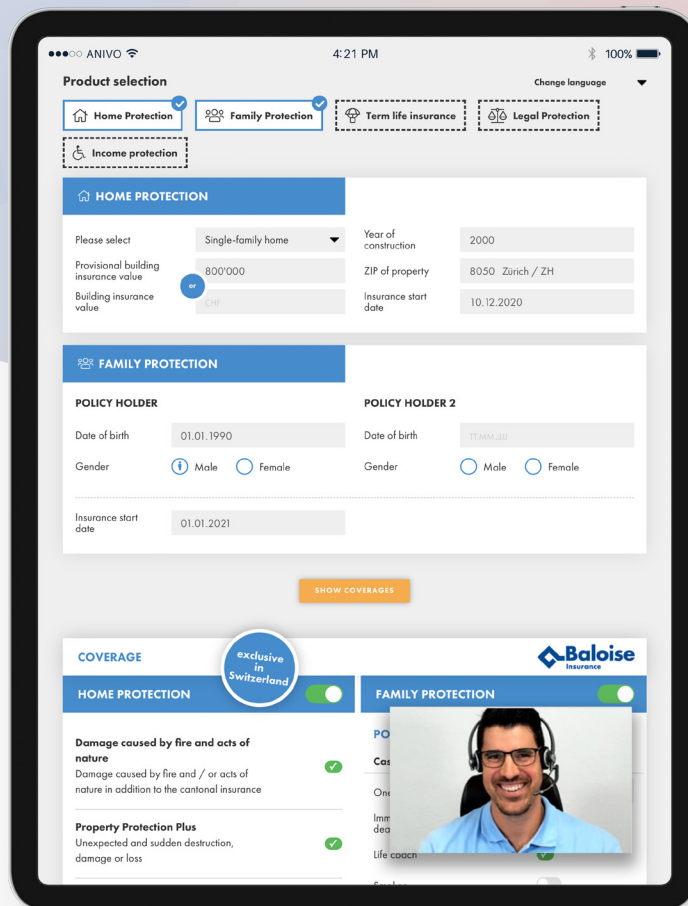 ANIVO
4:21 PM
100%
Product selection
Change language
Home Protection
Family Protection
Term life insurance
Legal Protection
Income protection
HOME PROTECTION
Please select
Single-family home
Year of
construction
2000
Provisional building
insurance value
800'000
ZIP of property
8050 Zürich / ZH
or
Building insurance
value
CHF
Insurance start
date
10.12.2020
FAMILY PROTECTION
POLICY HOLDER
POLICY HOLDER 2
Date of birth
01.01.1990
Date of birth
TT.MM.JJJJ
Gender
Male
Female
Gender
Male
Female
Insurance start
date
01.01.2021
SHOW COVERAGES
COVERAGE
exclusive
in
Switzerland
Baloise
Insurance
HOME PROTECTION
FAMILY PROTECTION
Damage caused by fire and acts of
nature
Damage caused by fire and / or acts of
nature in addition to the cantonal insurance
PO
Cas
One
Imm
dea
Property Protection Plus
Unexpected and sudden destruction,
damage or loss
Life coach
Smoker